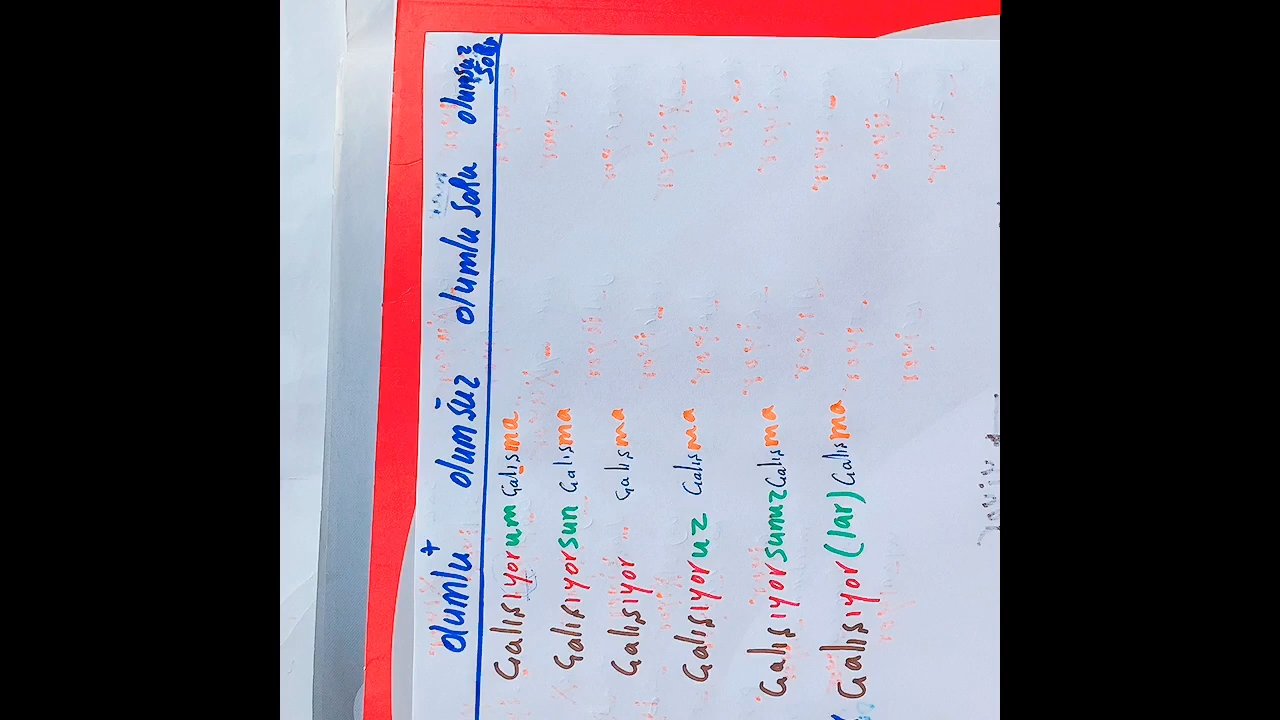 olumlu+ olumsuz olumlu soru olumsuz soru
Çalışıyorum Çalışma
Çalışıyorsun Çalışma
Çalışıyor Çalışma
Çalışıyoruz Çalışma
Çalışıyorsunuz Çalışma
Çalışıyor(lar) Çalışma